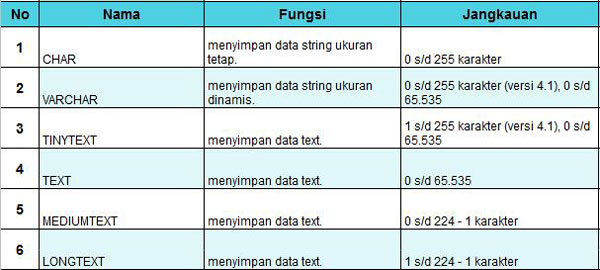 No Nama Fungsi Jangkauan
1 CHAR menyimpan data string ukuran tetap. 0 s/d 255 karakter
2 VARCHAR menyimpan data string ukuran dinamis. 0 s/d 255 karakter (versi 4.1), 0 s/d 65.535
3 TINYTEXT menyimpan data text. 1 s/d 255 karakter (versi 4.1), 0 s/d 65.535
4 TEXT menyimpan data text. 0 s/d 65.535
5 MEDIUMTEXT menyimpan data text. 0 s/d 224 - 1 karakter
6 LONGTEXT menyimpan data text. 1 s/d 224 - 1 karakter